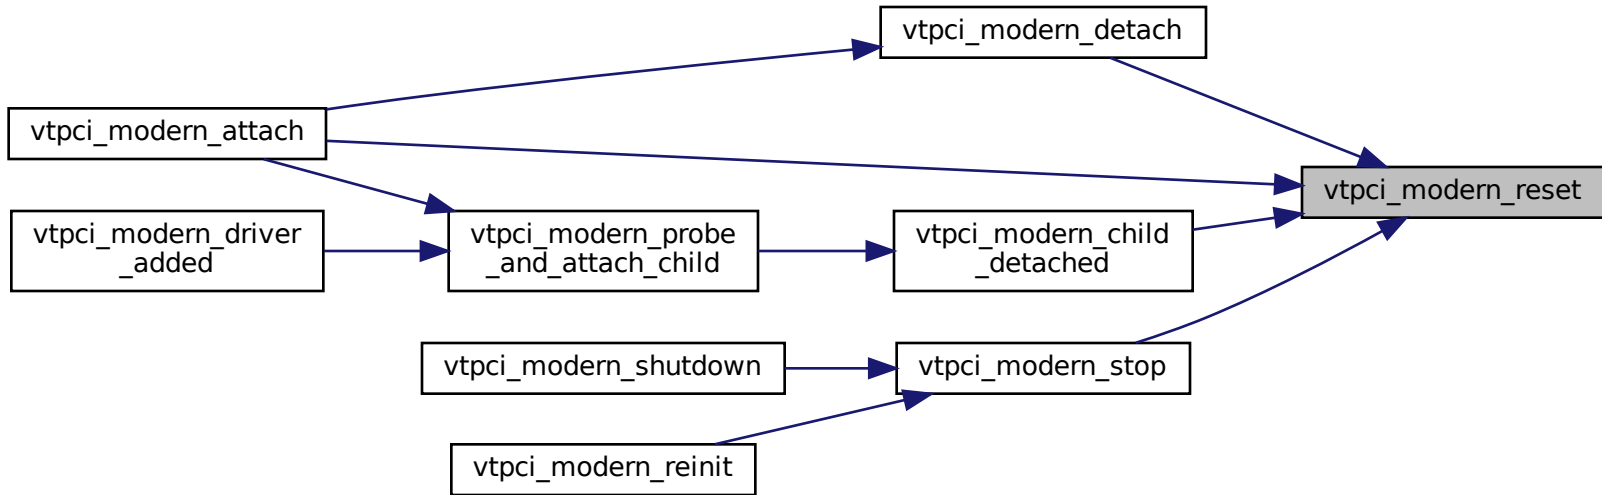 vtpci_modern_detach
vtpci_modern_attach
vtpci_modern_reset
vtpci_modern_driver
_added
vtpci_modern_probe
_and_attach_child
vtpci_modern_child
_detached
vtpci_modern_shutdown
vtpci_modern_stop
vtpci_modern_reinit